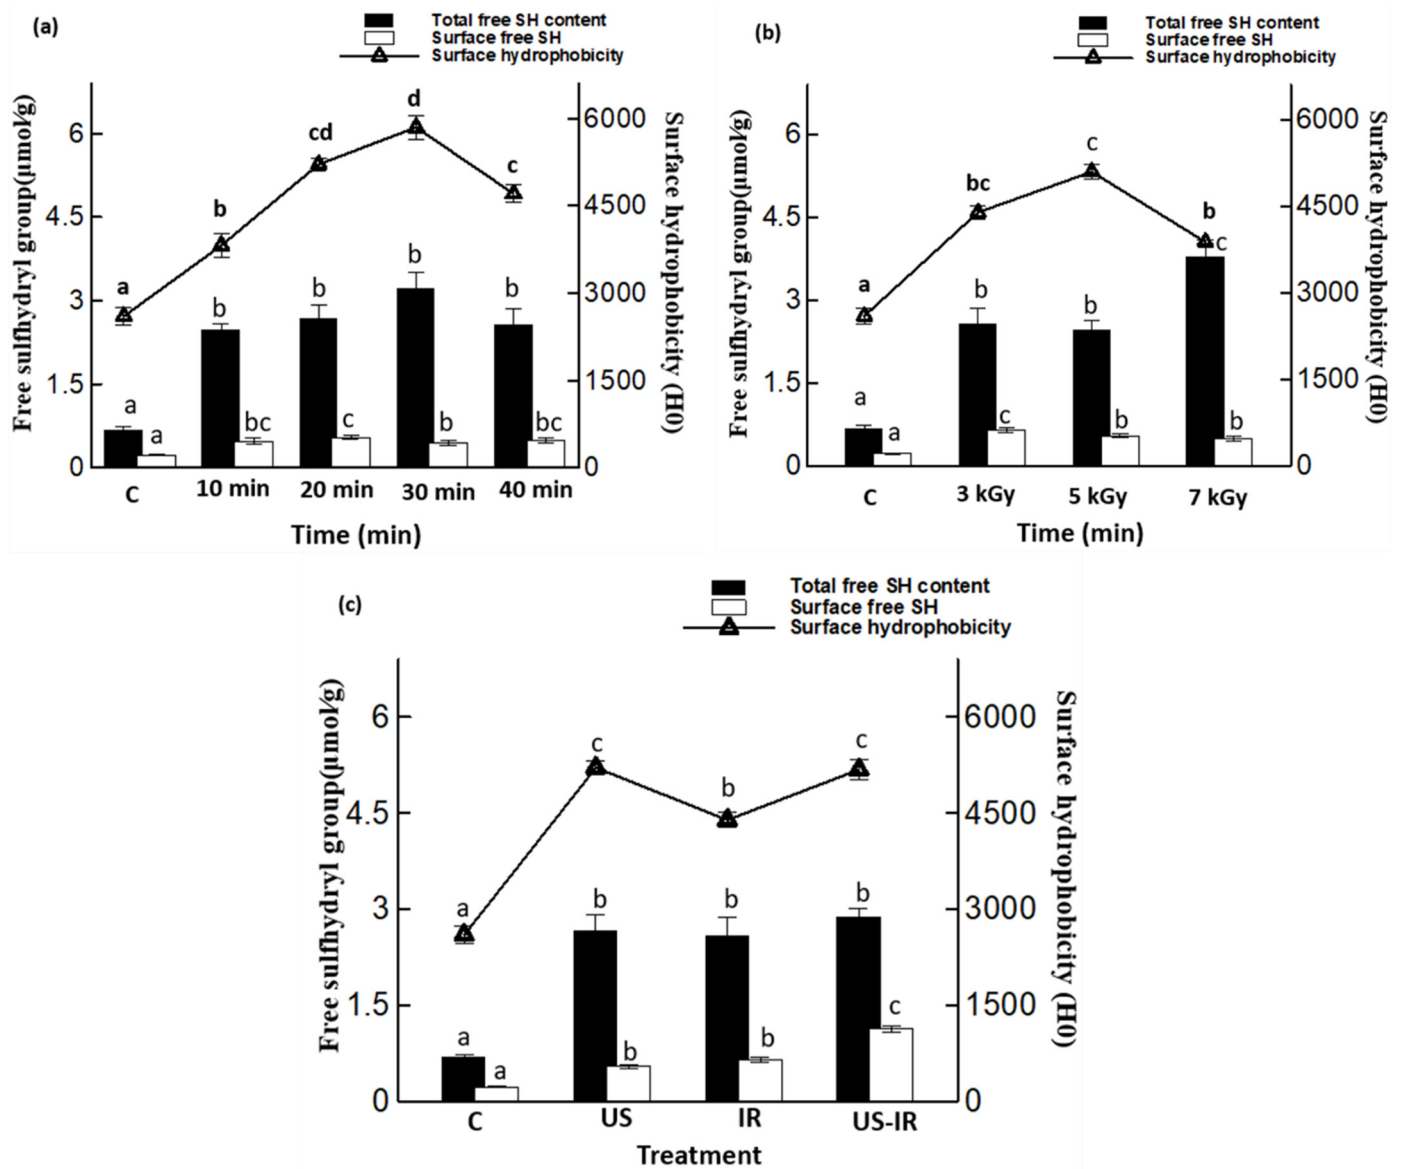 (a)
Total free SH content
Surface free SH
Surface hydrophobicity
Free sulfhydryl group(μmol/g)
6
4.5
3
1.5
0
6000
4500
3000
1500
0
Surface hydrophobicity (H0)
a
b
cd
d
c
a
b
b
b
b
a
bc
c
b
bc
C
10 min
20 min
30 min
40 min
Time (min)
(b)
Total free SH content
Surface free SH
Surface hydrophobicity
Free sulfhydryl group(μmol/g)
6
4.5
3
1.5
0
6000
4500
3000
1500
0
Surface hydrophobicity (H0)
a
bc
c
b
a
b
b
c
a
c
b
b
C
3 kGy
5 kGy
7 kGy
Time (min)
(c)
Total free SH content
Surface free SH
Surface hydrophobicity
Free sulfhydryl group(μmol/g)
6
4.5
3
1.5
0
6000
4500
3000
1500
0
Surface hydrophobicity (H0)
a
c
b
c
a
b
b
b
a
b
b
c
C
US
IR
US-IR
Treatment